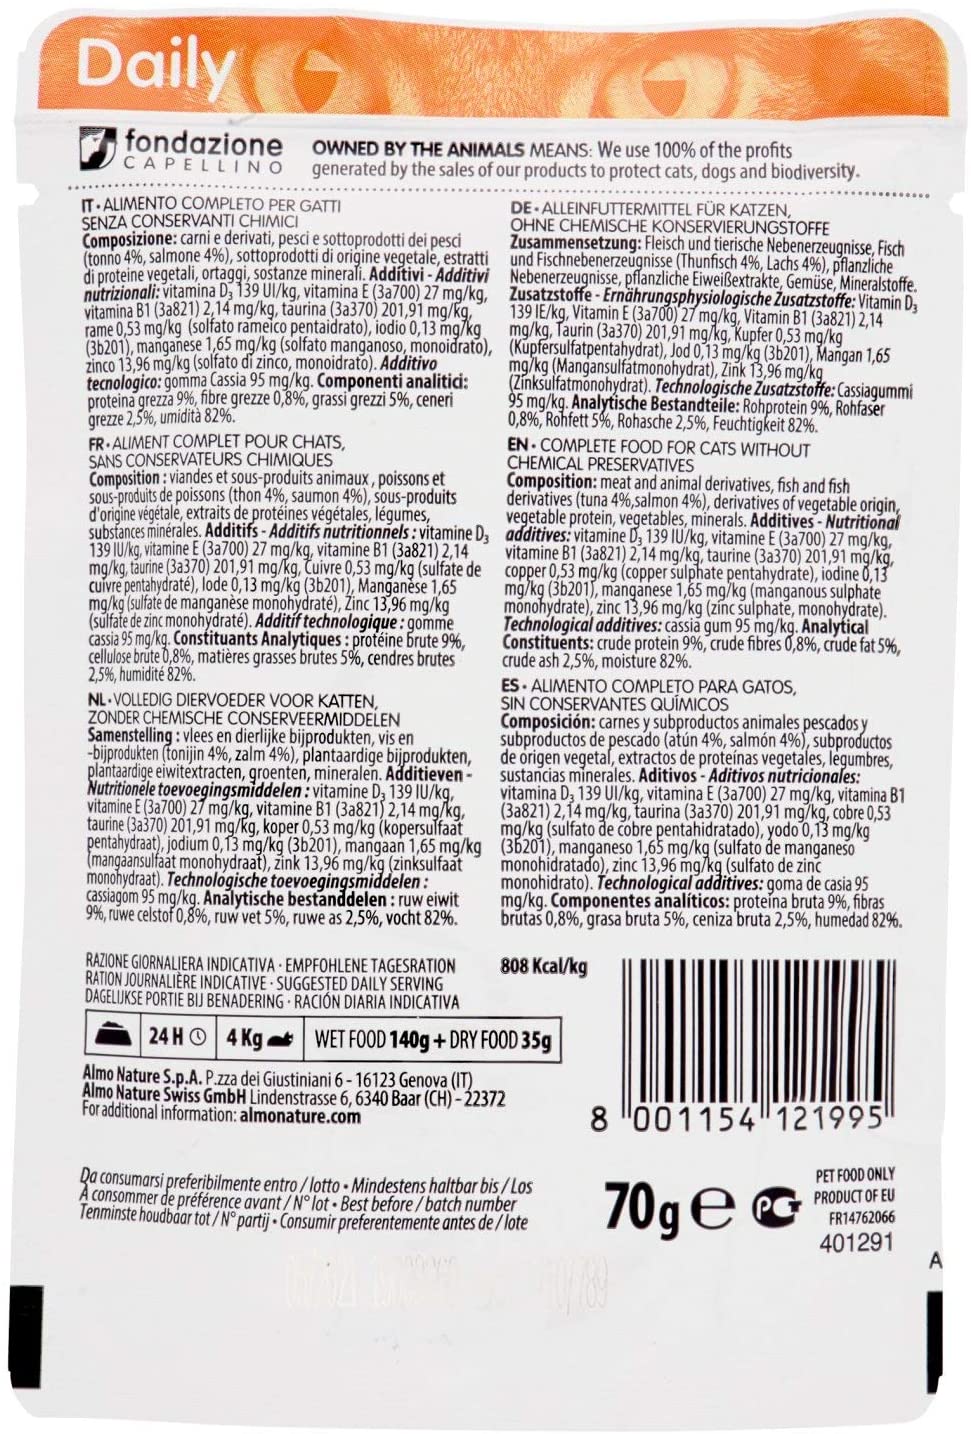 Daily
fondazione
CAPELLINO
OWNED BY THE ANIMALS MEANS: We use 100% of the profits
generated by the sales of our products to protect cats, dogs and biodiversity.
IT • ALIMENTO COMPLETO PER GATTI
SENZA CONSERVANTI CHIMICI
Composizione: carni e derivati, pesci e sottoprodotti dei pesci
(tonno 4%, salmone 4%), sottoprodotti di origine vegetale, estratti
di proteine vegetali, ortaggi, sostanze minerali. Additivi - Additivi
nutrizionali: vitamina D3 139 UI/kg, vitamina E (3a700) 27 mg/kg,
vitamina B1 (3a821) 2,14 mg/kg, taurina (3a370) 201,91 mg/kg,
rame 0,53 mg/kg (solfato rameico pentaidrato), iodio 0,13 mg/kg
(3b201), manganese 1,65 mg/kg (solfato manganoso, monoidrato),
zinco 13,96 mg/kg (solfato di zinco, monoidrato). Additivo
tecnologico: gomma Cassia 95 mg/kg. Componenti analitici:
proteina grezza 9%, fibre grezze 0,8%, grassi grezzi 5%, ceneri
grezze 2,5%, umidità 82%.
FR • ALIMENT COMPLET POUR CHATS,
SANS CONSERVATEURS CHIMIQUES
Composition : viandes et sous-produits animaux , poissons et
sous-produits de poissons (thon 4%, saumon 4%), sous-produits
d'origine végétale, extraits de protéines végétales, légumes,
substances minérales. Additifs - Additifs nutritionnels : vitamine D3
139 IU/kg, vitamine E (3a700) 27 mg/kg, vitamine B1 (3a821) 2,14
mg/kg, taurine (3a370) 201,91 mg/kg, Cuivre 0,53 mg/kg (sulfate de
cuivre pentahydraté), Iode 0,13 mg/kg (3b201), Manganèse 1,65
mg/kg (sulfate de manganèse monohydraté), Zinc 13,96 mg/kg
(sulfate de zinc monohydraté). Additif technologique : gomme
cassia 95 mg/kg. Constituants Analytiques : protéine brute 9%,
cellulose brute 0,8%, matières grasses brutes 5%, cendres brutes
2,5%, humidité 82%.
NL • VOLLEDIG DIERVOEDER VOOR KATTEN,
ZONDER CHEMISCHE CONSERVEERMIDDELEN
Samenstelling : vlees en dierlijke bijprodukten, vis en
-bijprodukten (tonijin 4%, zalm 4%), plantaardige bijprodukten,
plantaardige eiwitextracten, groenten, mineralen. Additieven -
Nutritionele toevoegingsmiddelen : vitamine D3 139 IU/kg,
vitamine E (3a700) 27 mg/kg, vitamine B1 (3a821) 2,14 mg/kg,
taurine (3a370) 201,91 mg/kg, koper 0,53 mg/kg (kopersulfaat
pentahydraat), jodium 0,13 mg/kg (3b201), mangaan 1,65 mg/kg
(mangaansulfaat monohydraat), zink 13,96 mg/kg (zinksulfaat
monohydraat). Technologische toevoegingsmiddelen :
cassiagom 95 mg/kg. Analytische bestanddelen : ruw eiwit
9%, ruwe celstof 0,8%, ruw vet 5%, ruwe as 2,5%, vocht 82%.
DE • ALLEINFUTTERMITTEL FÜR KATZEN,
OHNE CHEMISCHE KONSERVIERUNGSTOFFE
Zusammensetzung: Fleisch und tierische Nebenerzeugnisse, Fisch
und Fischnebenerzeugnisse (Thunfisch 4%, Lachs 4%), pflanzliche
Nebenerzeugnisse, pflanzliche Eiweißextrakte, Gemüse, Mineralstoffe.
Zusatzstoffe - Ernährungsphysiologische Zusatzstoffe: Vitamin D3
139 IE/kg, Vitamin E (3a700) 27 mg/kg, Vitamin B1 (3a821) 2,14
mg/kg, Taurin (3a370) 201,91 mg/kg, Kupfer 0,53 mg/kg
(Kupfersulfatpentahydrat), Jod 0,13 mg/kg (3b201), Mangan 1,65
mg/kg (Mangansulfatmonohydrat), Zink 13,96 mg/kg
(Zinksulfatmonohydrat). Technologische Zusatzstoffe: Cassiagummi
95 mg/kg. Analytische Bestandteile: Rohprotein 9%, Rohfaser
0,8%, Rohfett 5%, Rohasche 2,5%, Feuchtigkeit 82%.
EN • COMPLETE FOOD FOR CATS WITHOUT
CHEMICAL PRESERVATIVES
Composition: meat and animal derivatives, fish and fish
derivatives (tuna 4%,salmon 4%), derivatives of vegetable origin,
vegetable protein, vegetables, minerals. Additives - Nutritional
additives: vitamine D3 139 IU/kg, vitamine E (3a700) 27 mg/kg,
vitamine B1 (3a821) 2,14 mg/kg, taurine (3a370) 201,91 mg/kg,
copper 0,53 mg/kg (copper sulphate pentahydrate), iodine 0,13
mg/kg (3b201), manganese 1,65 mg/kg (manganous sulphate
monohydrate), zinc 13,96 mg/kg (zinc sulphate, monohydrate).
Technological additives: cassia gum 95 mg/kg. Analytical
Constituents: crude protein 9%, crude fibres 0,8%, crude fat 5%,
crude ash 2,5%, moisture 82%.
ES • ALIMENTO COMPLETO PARA GATOS,
SIN CONSERVANTES QUÍMICOS
Composición: carnes y subproductos animales pescados y
subproductos de pescado (atún 4%, salmón 4%), subproductos
de origen vegetal, extractos de proteínas vegetales, legumbres,
sustancias minerales. Aditivos - Aditivos nutricionales:
vitamina D3 139 UI/kg, vitamina E (3a700) 27 mg/kg, vitamina B1
(3a821) 2,14 mg/kg, taurina (3a370) 201,91 mg/kg, cobre 0,53
mg/kg (sulfato de cobre pentahidratado), yodo 0,13 mg/kg
(3b201), manganeso 1,65 mg/kg (sulfato de manganeso
monohidratado), zinc 13,96 mg/kg (sulfato de zinc
monohidrato). Technological additives: goma de casia 95
mg/kg. Componentes analíticos: proteína bruta 9%, fibras
brutas 0,8%, grasa bruta 5%, ceniza bruta 2,5%, humedad 82%.
RAZIONE GIORNALIERA INDICATIVA · EMPFOHLENE TAGESRATION
RATION JOURNALIÈRE INDICATIVE · SUGGESTED DAILY SERVING
DAGELIJKSE PORTIE BIJ BENADERING · RACIÓN DIARIA INDICATIVA
808 Kcal/kg
24 H
4 Kg
WET FOOD 140g + DRY FOOD 35g
Almo Nature S.p.A. P.zza dei Giustiniani 6 - 16123 Genova (IT)
Almo Nature Swiss GmbH Lindenstrasse 6, 6340 Baar (CH) - 22372
For additional information: almonature.com
8 001154 121995
Da consumarsi preferibilmente entro / lotto • Mindestens haltbar bis / Los
À consommer de préférence avant / N° lot • Best before / batch number
Tenminste houdbaar tot / N° partij • Consumir preferentemente antes de / lote
70g e
PCT
PET FOOD ONLY
PRODUCT OF EU
FR14762066
401291
A